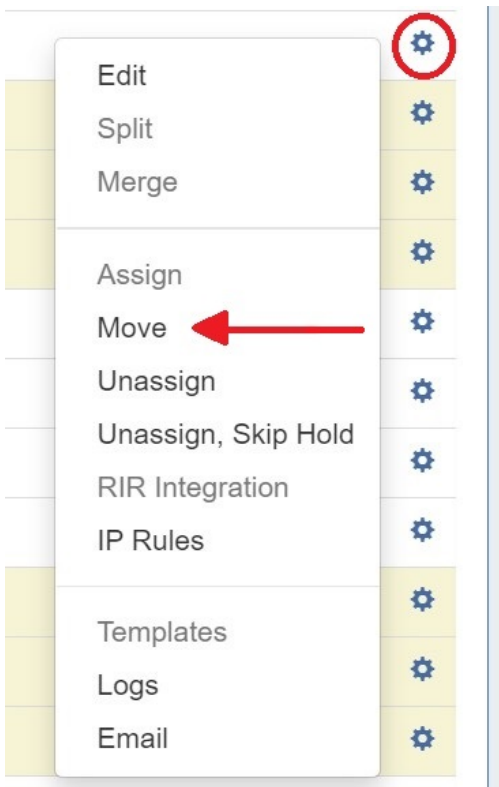 Edit
Split
Merge
Assign
Move
Unassign
Unassign, Skip Hold
RIR Integration
IP Rules
Templates
Logs
Email